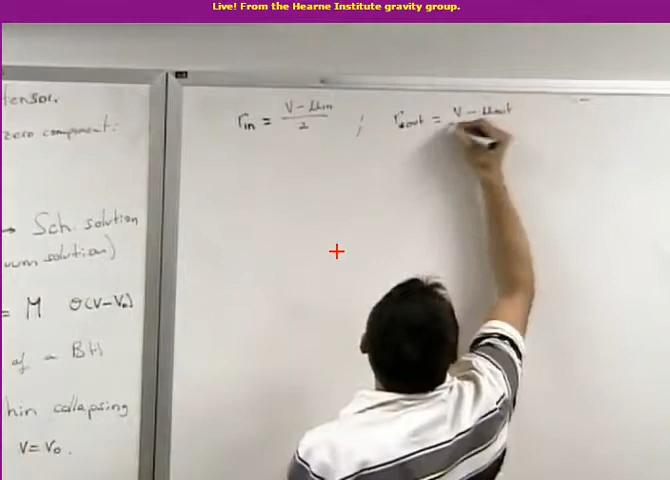 Live! From the Hearne Institute gravity group.
tensor.
zero component:
→ Sch. solution
uum solution)
= M Θ(v-v₀)
of a BH
hin collapsing
v=v₀.
r_in = (v-u_in)/2 ; r_out = v-u_out